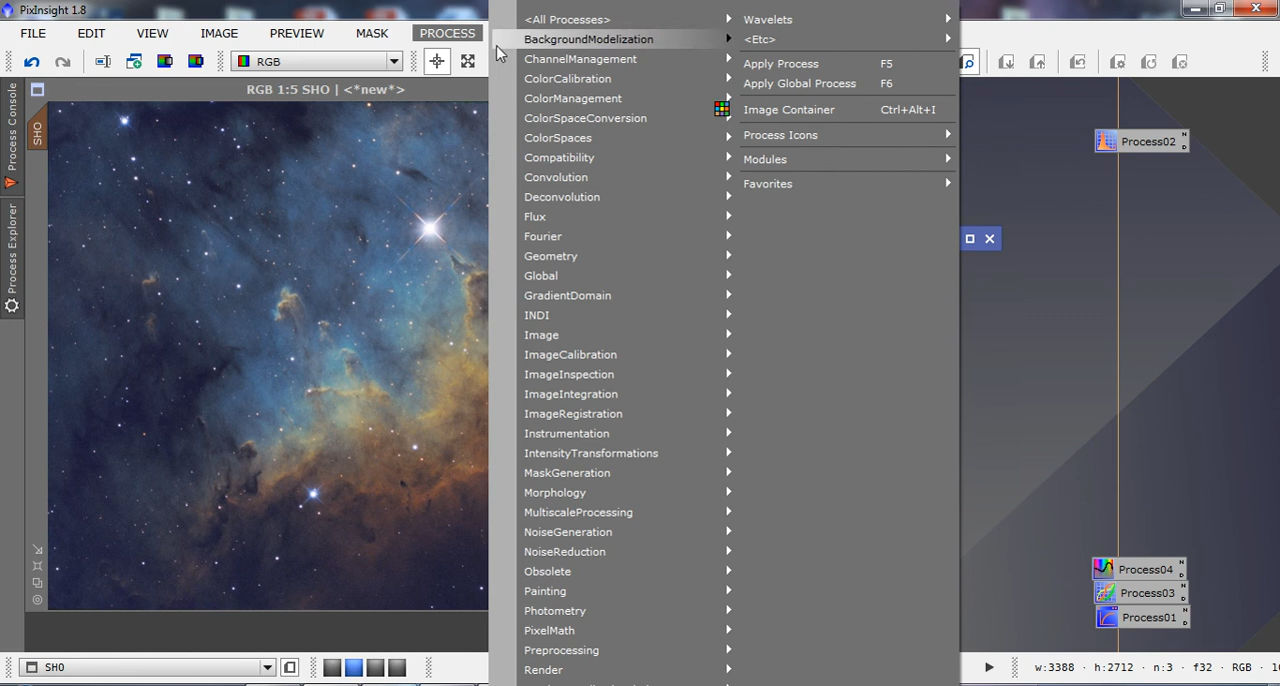 PixInsight 1.8
FILE EDIT VIEW IMAGE PREVIEW MASK PROCESS
RGB
RGB 1:5 SHO | <*new*>
Process Console
Process Explorer
SHO
<All Processes>
BackgroundModelization
ChannelManagement
ColorCalibration
ColorManagement
ColorSpaceConversion
ColorSpaces
Compatibility
Convolution
Deconvolution
Flux
Fourier
Geometry
Global
GradientDomain
INDI
Image
ImageCalibration
ImageInspection
ImageIntegration
ImageRegistration
Instrumentation
IntensityTransformations
MaskGeneration
Morphology
MultiscaleProcessing
NoiseGeneration
NoiseReduction
Obsolete
Painting
Photometry
PixelMath
Preprocessing
Render
Wavelets
<Etc>
Apply Process F5
Apply Global Process F6
Image Container Ctrl+Alt+I
Process Icons
Modules
Favorites
Process02 N D
Process04 N D
Process03 N D
Process01 N D
SHO
w:3388 · h:2712 · n:3 · f32 · RGB ·